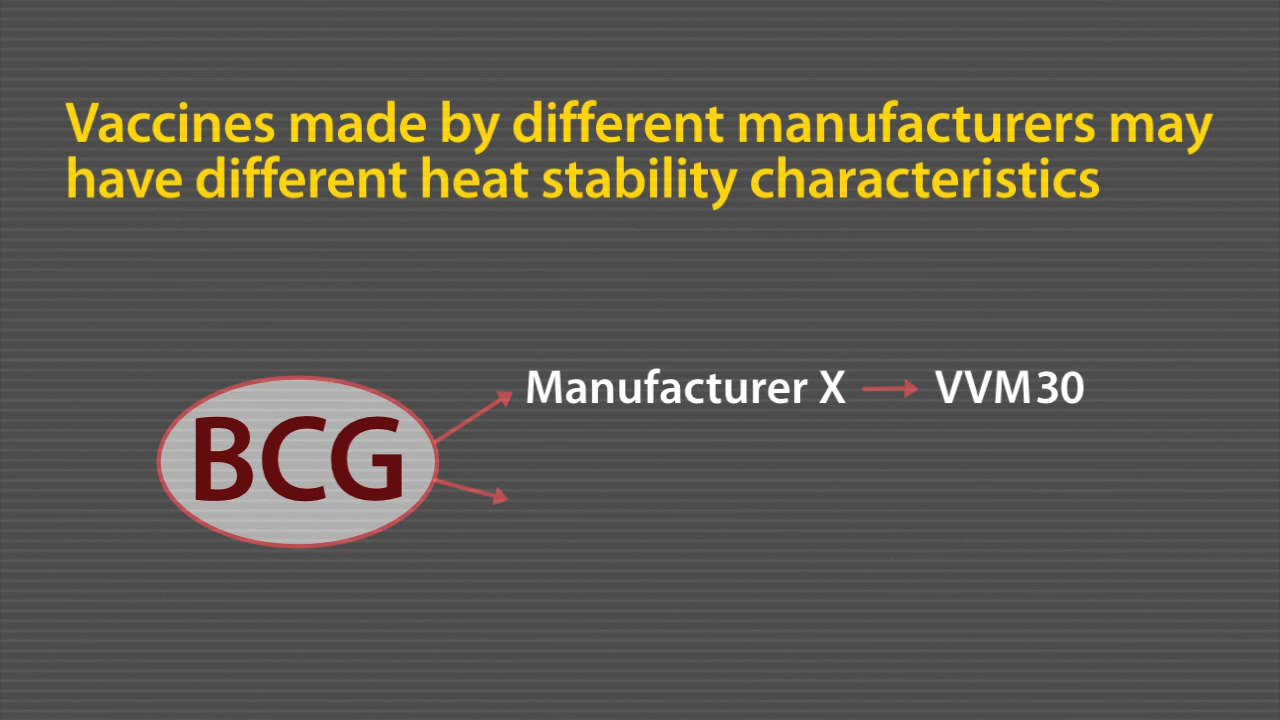 Vaccines made by different manufacturers may
have different heat stability characteristics
BCG
Manufacturer X
VVM30